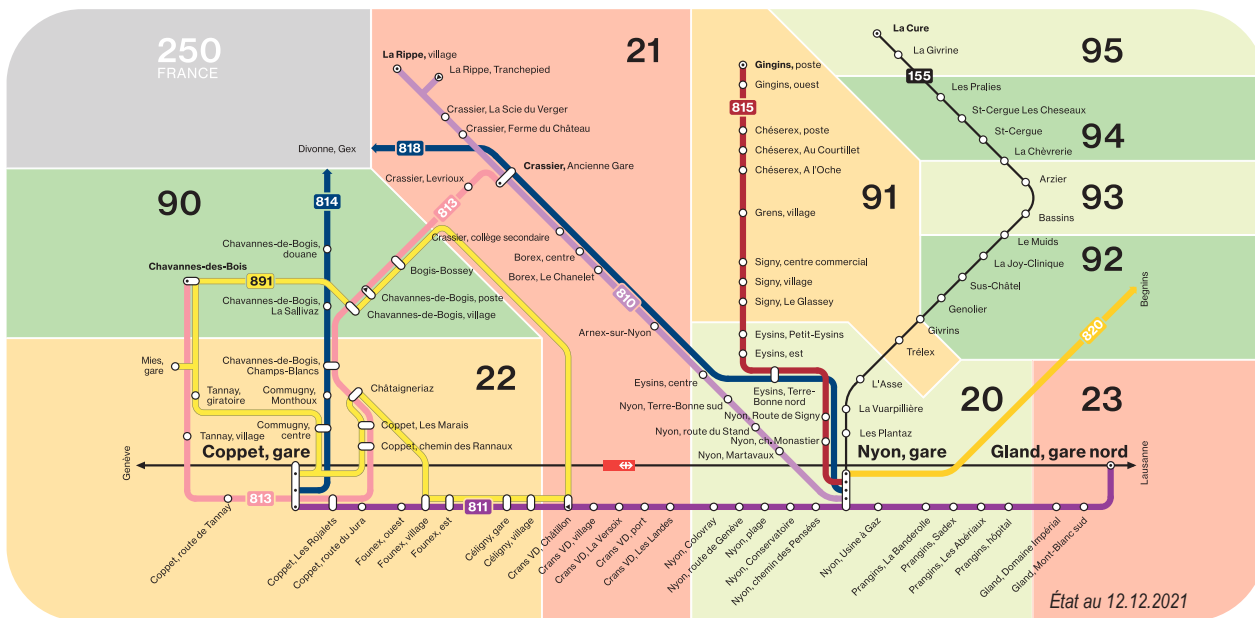 250
FRANCE
21
95
94
93
92
91
90
22
20
23
La Rippe, village
La Rippe, Tranchepied
Crassier, La Scie du Verger
Crassier, Ferme du Château
Divonne, Gex
818
Crassier, Ancienne Gare
Crassier, Levrioux
813
814
Crassier, collège secondaire
Borex, centre
Borex, Le Chanelet
810
Arnex-sur-Nyon
Chavannes-de-Bogis,
douane
Chavannes-des-Bois
891
Bogis-Bossey
Chavannes-de-Bogis, poste
Chavannes-de-Bogis, village
Chavannes-de-Bogis,
La Sallivaz
Mies,
gare
Chavannes-de-Bogis,
Champs-Blancs
Tannay,
giratoire
Commugny,
Monthoux
Châtaigneriaz
Commugny,
centre
Coppet, Les Marais
Coppet, chemin des Rannaux
Tannay, village
Coppet, gare
Genève
813
811
Coppet, route de Tannay
Coppet, Les Rojalets
Coppet, route du Jura
Founex, ouest
Founex, village
Founex, est
Céligny, gare
Céligny, village
Crans VD, Châtillon
Crans VD, village
Crans VD, La Versoix
Crans VD, port
Crans VD, Les Landes
Nyon, Colovray
Nyon, route de Genève
Nyon, plage
Nyon, Conservatoire
Nyon, chemin des Pensées
Nyon, Usine à Gaz
Prangins, La Banderolle
Prangins, Sadex
Prangins, Les Abériaux
Prangins, hôpital
Gland, Domaine Impérial
Gland, Mont-Blanc sud
Gingins, poste
Gingins, ouest
815
Chéserex, poste
Chéserex, Au Courtillet
Chéserex, A l'Oche
Grens, village
Signy, centre commercial
Signy, village
Signy, Le Glassey
Eysins, Petit-Eysins
Eysins, est
Eysins, centre
Eysins, Terre-
Bonne nord
Nyon, Terre-Bonne sud
Nyon, Route de Signy
Nyon, route du Stand
Nyon, ch. Monastier
Nyon, Martavaux
La Cure
La Givrine
155
Les Pralies
St-Cergue Les Cheseaux
St-Cergue
La Chèvrerie
Arzier
Bassins
Le Muids
La Joy-Clinique
Sus-Châtel
Genolier
Givrins
Trélex
L'Asse
La Vuarpillière
Les Plantaz
Nyon, gare
820
Begnins
Gland, gare nord
Lausanne
État au 12.12.2021